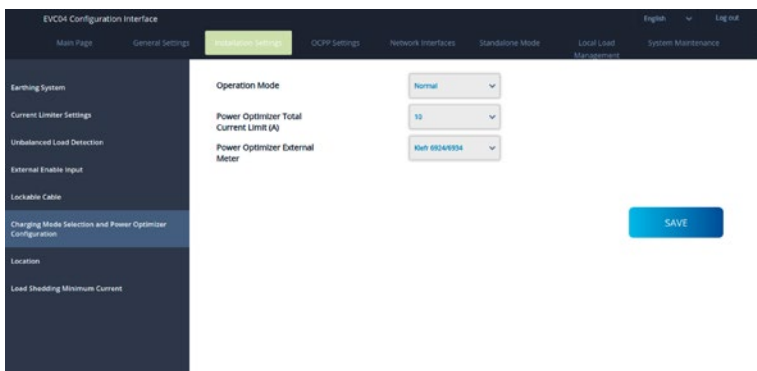 EVC04 Configuration Interface
English
Log out
Main Page
General Settings
Installation Settings
OCPP Settings
Network Interfaces
Standalone Mode
Local Load
Management
System Maintenance
Earthing System
Current Limiter Settings
Unbalanced Load Detection
External Enable Input
Lockable Cable
Charging Mode Selection and Power Optimizer
Configuration
Location
Load Shedding Minimum Current
Operation Mode
Normal
Power Optimizer Total
Current Limit (A)
10
Power Optimizer External
Meter
Klefr 6924/6934
SAVE